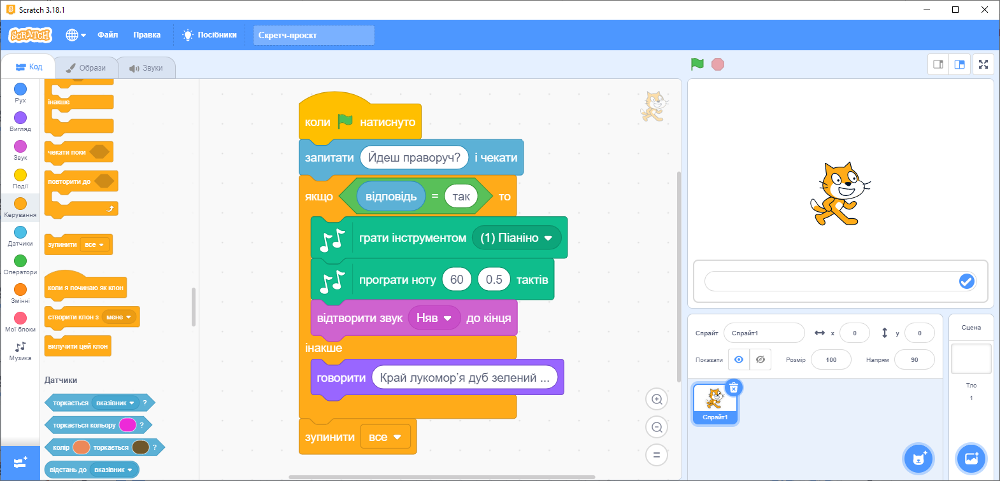 Scratch 3.18.1
SCRATCH
Файл
Правка
Посібники
Скретч-проєкт
Код
Образи
Звуки
Рух
Вигляд
Звук
Події
Керування
Датчики
Оператори
Змінні
Мої блоки
Музика
інакше
чекати поки
повторити до
зупинити все
коли я починаю як клон
створити клон з мене
вилучити цей клон
Датчики
торкається вказівник ?
торкається кольору ?
колір торкається ?
відстань до вказівник
коли натиснуто
запитати Йдеш праворуч? і чекати
якщо відповідь = так то
грати інструментом (1) Піаніно
програти ноту 60 0.5 тактів
відтворити звук Няв до кінця
інакше
говорити Край лукомор’я дуб зелений ...
зупинити все
Спрайт Спрайт1 x 0 y 0
Показати Розмір 100 Напрям 90
Спрайт1
Сцена
Тло
1